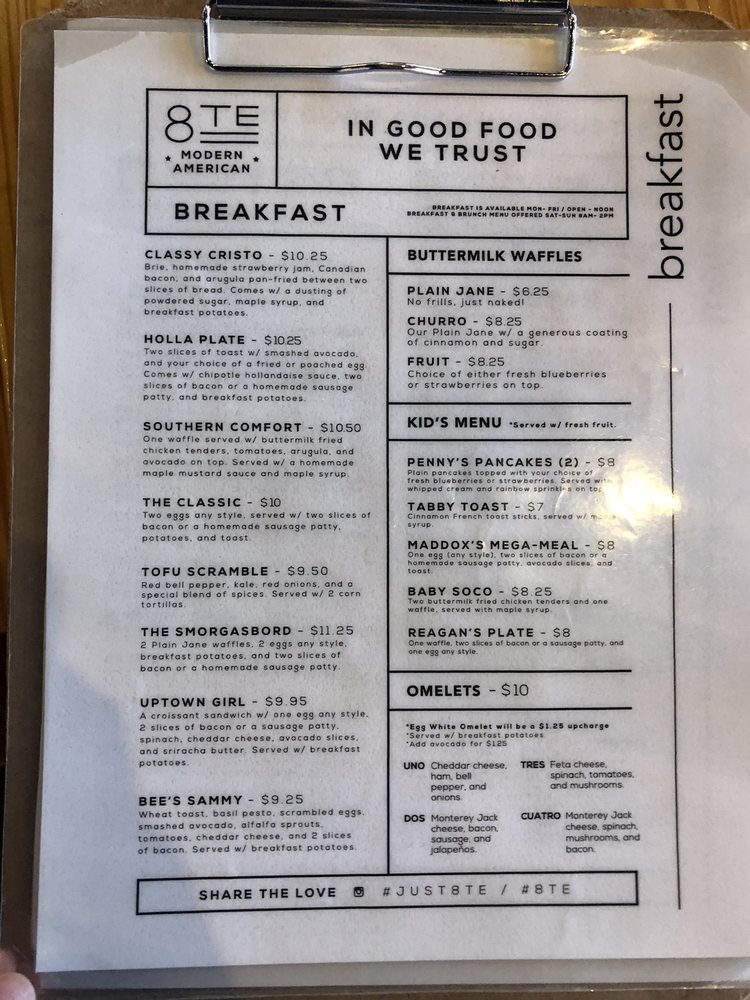 8TE
MODERN
AMERICAN
IN GOOD FOOD
WE TRUST
breakfast
BREAKFAST
BREAKFAST IS AVAILABLE MON- FRI / OPEN - NOON
BREAKFAST & BRUNCH MENU OFFERED SAT-SUN 8AM- 2PM
CLASSY CRISTO - $10.25
Brie, homemade strawberry jam, Canadian
bacon, and arugula pan-fried between two
slices of bread. Comes w/ a dusting of
powdered sugar, maple syrup, and
breakfast potatoes.
HOLLA PLATE - $10.25
Two slices of toast w/ smashed avocado,
and your choice of a fried or poached egg.
Comes w/ chipotle hollandaise sauce, two
slices of bacon or a homemade sausage
patty, and breakfast potatoes.
SOUTHERN COMFORT - $10.50
One waffle served w/ buttermilk fried
chicken tenders, tomatoes, arugula, and
avocado on top. Served w/ a homemade
maple mustard sauce and maple syrup.
THE CLASSIC - $10
Two eggs any style, served w/ two slices of
bacon or a homemade sausage patty,
potatoes, and toast.
TOFU SCRAMBLE - $9.50
Red bell pepper, kale, red onions, and a
special blend of spices. Served w/ 2 corn
tortillas.
THE SMORGASBORD - $11.25
2 Plain Jane waffles, 2 eggs any style,
breakfast potatoes, and two slices of
bacon or a homemade sausage patty.
UPTOWN GIRL - $9.95
A croissant sandwich w/ one egg any style,
2 slices of bacon or a sausage patty,
spinach, cheddar cheese, avocado slices,
and sriracha butter. Served w/ breakfast
potatoes.
BEE'S SAMMY - $9.25
Wheat toast, basil pesto, scrambled eggs,
smashed avocado, alfalfa sprouts,
tomatoes, cheddar cheese, and 2 slices
of bacon. Served w/ breakfast potatoes.
BUTTERMILK WAFFLES
PLAIN JANE - $6.25
No frills, just naked!
CHURRO - $8.25
Our Plain Jane w/ a generous coating
of cinnamon and sugar.
FRUIT - $8.25
Choice of either fresh blueberries
or strawberries on top.
KID'S MENU *Served w/ fresh fruit.
PENNY'S PANCAKES (2) - $8
Plain pancakes topped with your choice of
fresh blueberries or strawberries. Served with
whipped cream and rainbow sprinkles on top.
TABBY TOAST - $7
Cinnamon French toast sticks, served w/ maple
syrup.
MADDOX'S MEGA-MEAL - $8
One egg (any style), two slices of bacon or a
homemade sausage patty, avocado slices, and
toast.
BABY SOCO - $8.25
Two buttermilk fried chicken tenders and one
waffle, served with maple syrup.
REAGAN'S PLATE - $8
One waffle, two slices of bacon or a sausage patty, and
one egg any style.
OMELETS - $10
*Egg White Omelet will be a $1.25 upcharge
*Served w/ breakfast potatoes
*Add avocado for $1.25
UNO Cheddar cheese,
ham, bell
pepper, and
onions.
DOS Monterey Jack
cheese, bacon,
sausage, and
jalapeños.
TRES Feta cheese,
spinach, tomatoes,
and mushrooms.
CUATRO Monterey Jack
cheese, spinach,
mushrooms, and
bacon.
SHARE THE LOVE #JUST8TE / #8TE